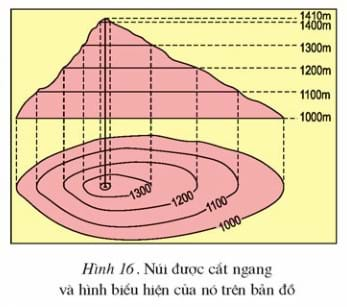 1410m
1400m
1300m
1200m
1100m
1000m
1300
1200
1100
1000
Hình 16. Núi được cắt ngang
và hình biểu hiện của nó trên bản đồ